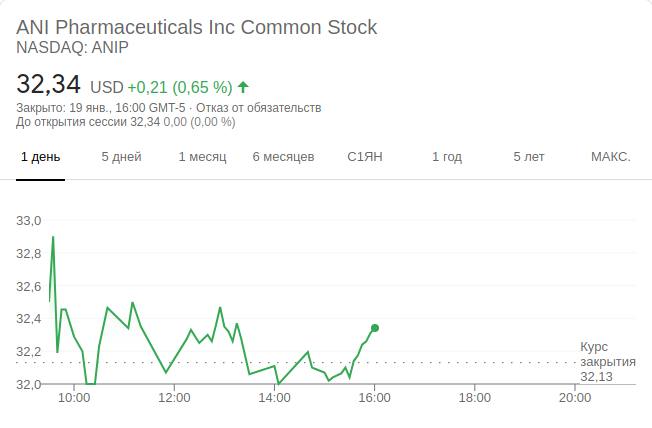 ANI Pharmaceuticals Inc Common Stock
NASDAQ: ANIP
32,34 USD +0,21 (0,65 %)
Закрыто: 19 янв., 16:00 GMT-5 · Отказ от обязательств
До открытия сессии 32,34 0,00 (0,00 %)
1 день 5 дней 1 месяц 6 месяцев С1ЯН 1 год 5 лет МАКС.
33,0
32,8
32,6
32,4
32,2
32,0
Курс
закрытия
32,13
10:00 12:00 14:00 16:00 18:00 20:00